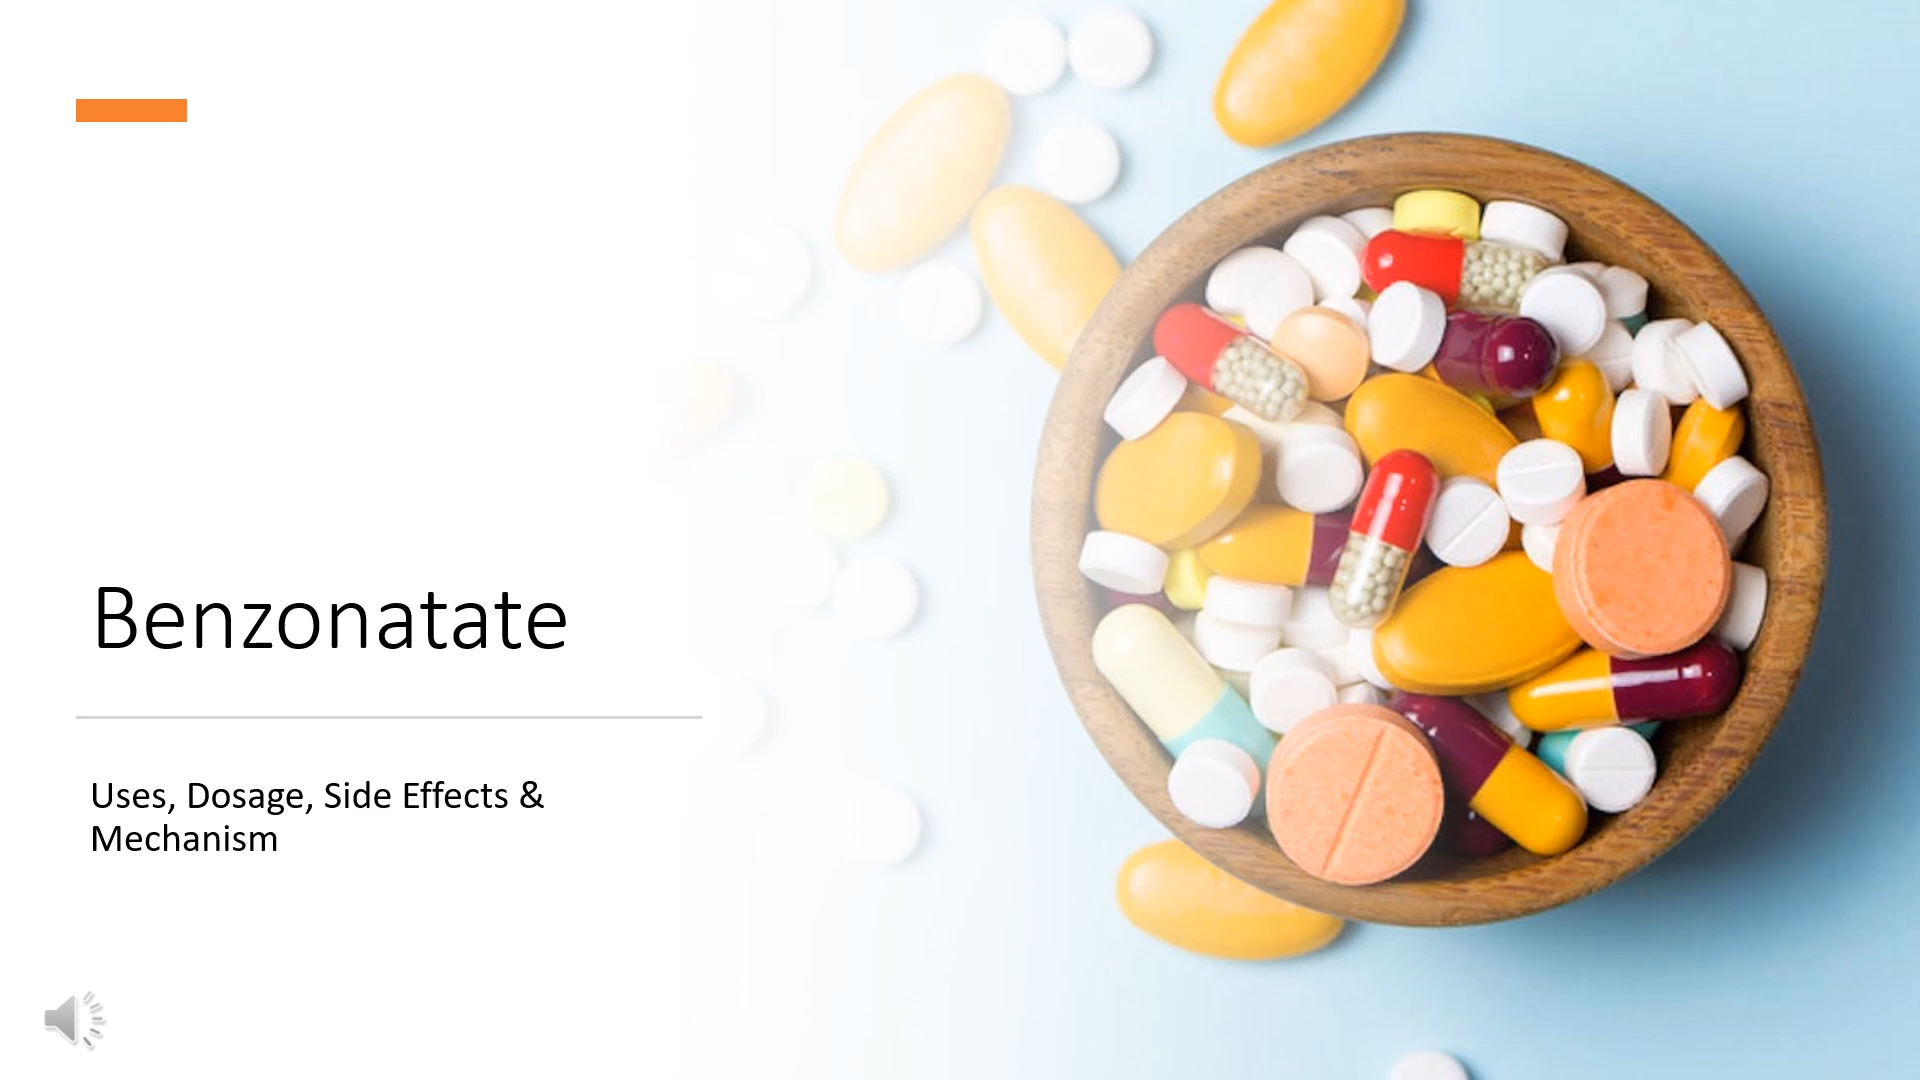 Benzonatate
Uses, Dosage, Side Effects &
Mechanism